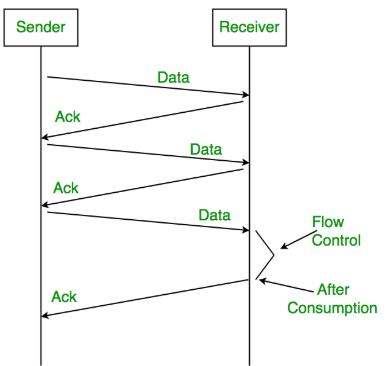 Sender
Receiver
Data
Ack
Data
Ack
Data
Flow
Control
After
Consumption
Ack